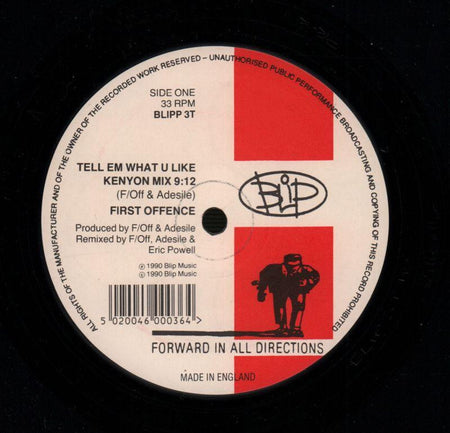 ALL RIGHTS OF THE MANUFACTURER AND OF THE OWNER OF THE RECORDED WORK RESERVED – UNAUTHORISED PUBLIC PERFORMANCE BROADCASTING AND COPYING OF THIS RECORD PROHIBITED
SIDE ONE
33 RPM
BLIPP 3T
TELL EM WHAT U LIKE
KENYON MIX 9:12
(F/Off & Adesile)
FIRST OFFENCE
Produced by F/Off & Adesile
Remixed by F/Off, Adesile &
Eric Powell
℗ 1990 Blip Music
© 1990 Blip Music
BLIP
5 020046 000364 >
FORWARD IN ALL DIRECTIONS
MADE IN ENGLAND